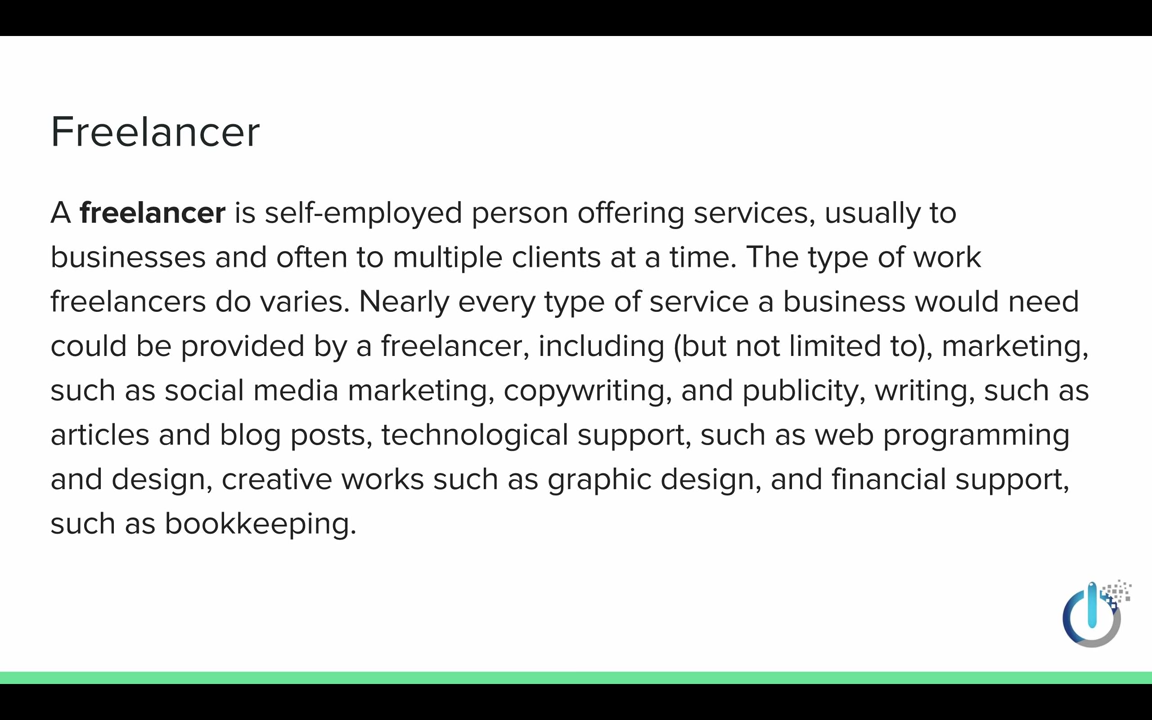 Freelancer
A freelancer is self-employed person offering services, usually to
businesses and often to multiple clients at a time. The type of work
freelancers do varies. Nearly every type of service a business would need
could be provided by a freelancer, including (but not limited to), marketing,
such as social media marketing, copywriting, and publicity, writing, such as
articles and blog posts, technological support, such as web programming
and design, creative works such as graphic design, and financial support,
such as bookkeeping.